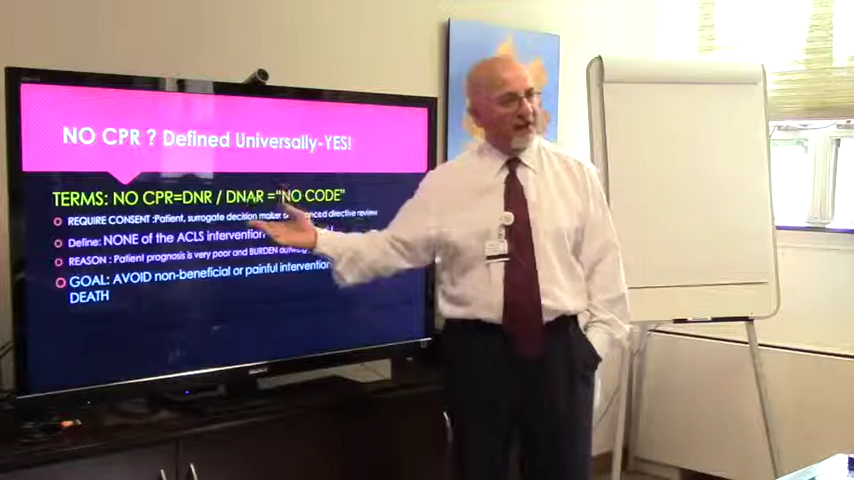 NO CPR ? Defined Universally-YES!
TERMS: NO CPR=DNR / DNAR ="NO CODE"
REQUIRE CONSENT :Patient, surrogate decision maker directive review
Define: NONE of the ACLS intervention
REASON : Patient prognosis is very poor and BURDEN
GOAL: AVOID non-beneficial or painful intervention
DEATH